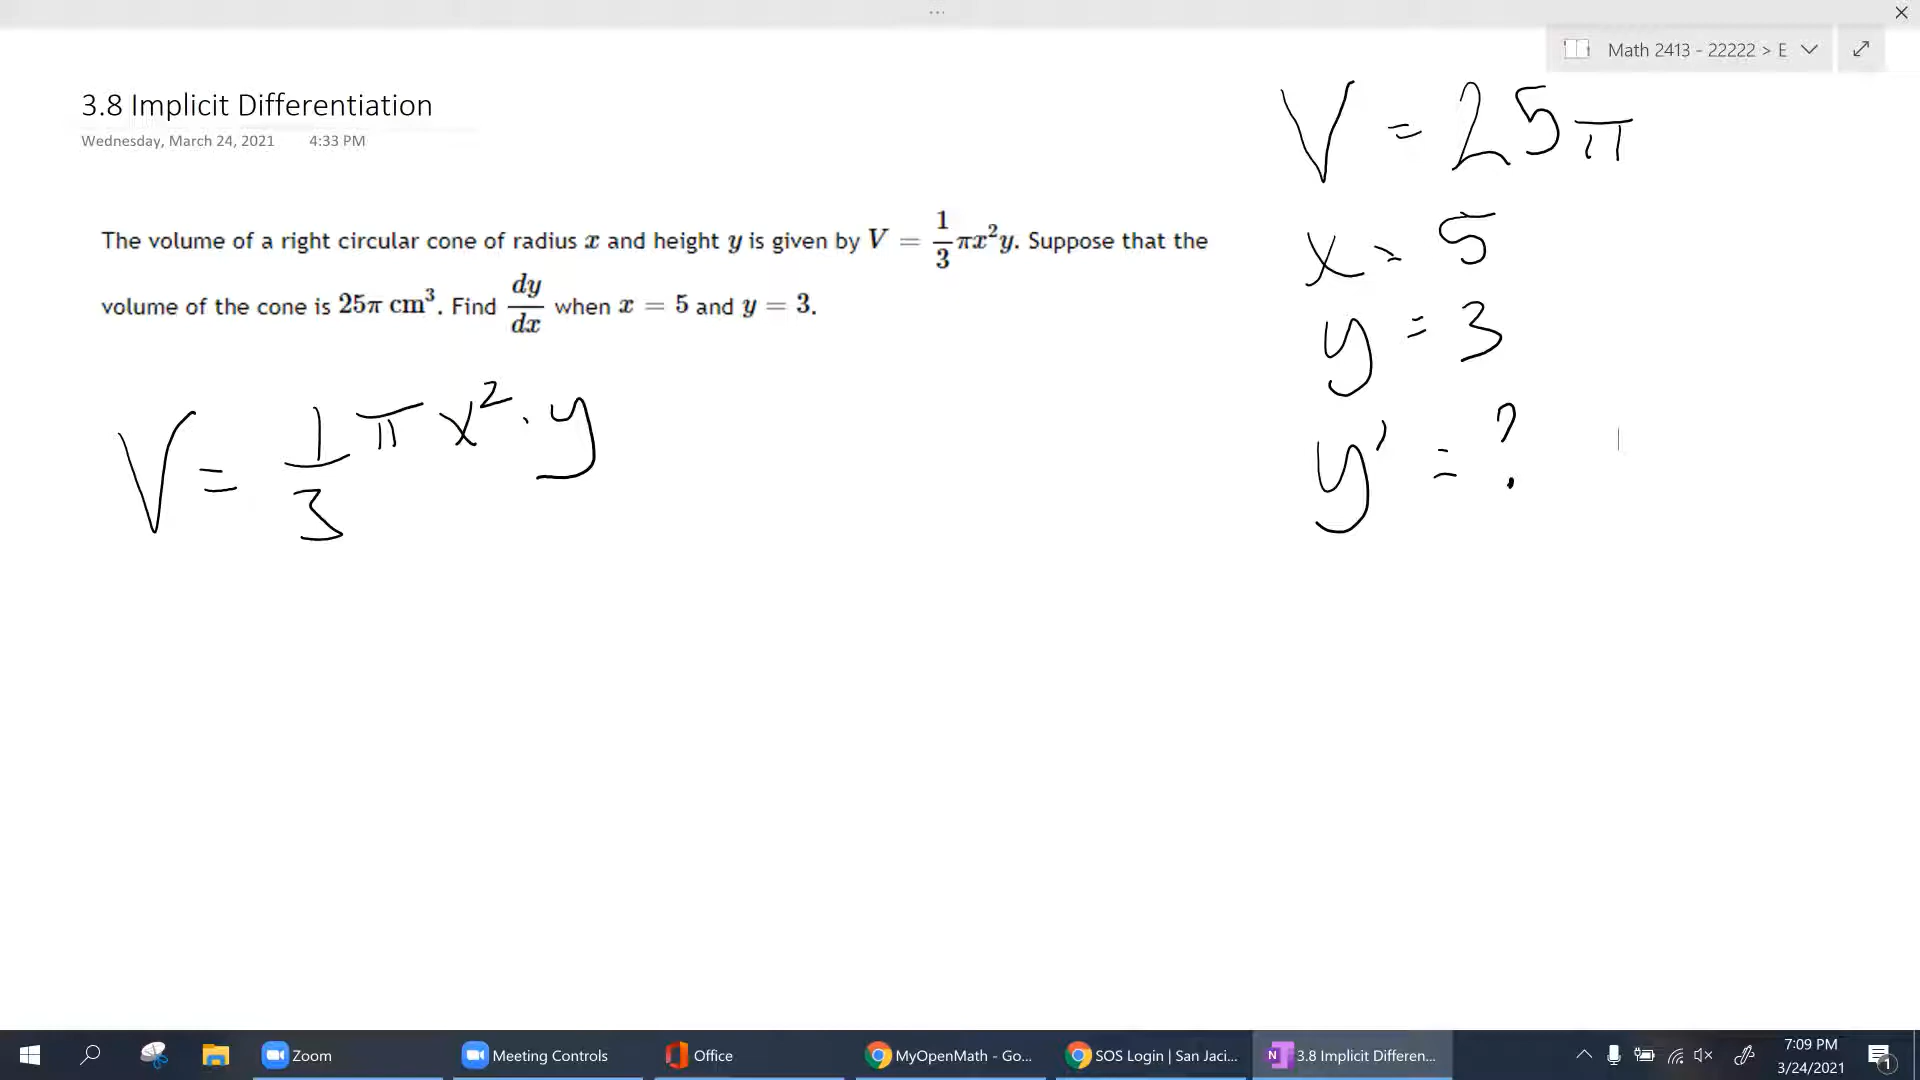 Math 2413 - 22222 > E
3.8 Implicit Differentiation
Wednesday, March 24, 2021 4:33 PM
The volume of a right circular cone of radius x and height y is given by V = 1/3 πx²y. Suppose that the
volume of the cone is 25π cm³. Find dy/dx when x = 5 and y = 3.
V = 25π
x = 5
y = 3
y' = ?
V = 1/3 π x² · y
Zoom
Meeting Controls
Office
MyOpenMath - Go...
SOS Login | San Jaci...
3.8 Implicit Differen...
7:09 PM
3/24/2021
1